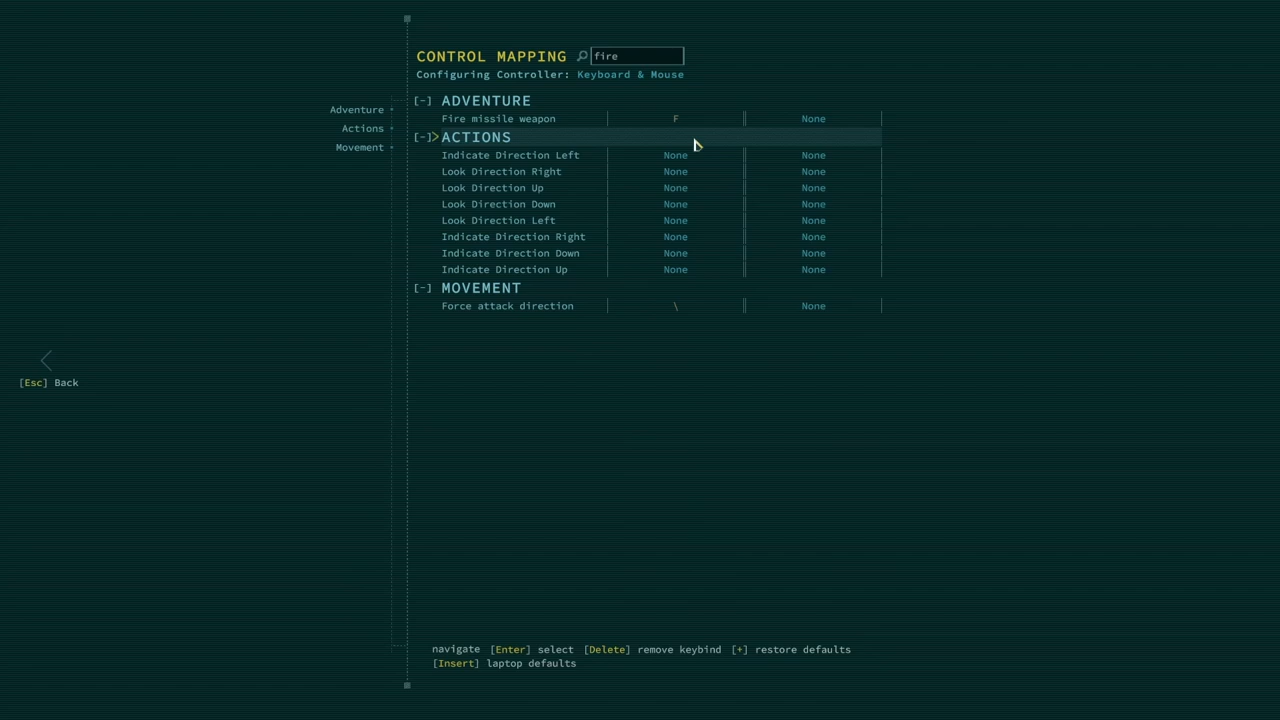 CONTROL MAPPING fire
Configuring Controller: Keyboard & Mouse
Adventure
Actions
Movement
[-] ADVENTURE
Fire missile weapon F None
[-]> ACTIONS
Indicate Direction Left None None
Look Direction Right None None
Look Direction Up None None
Look Direction Down None None
Look Direction Left None None
Indicate Direction Right None None
Indicate Direction Down None None
Indicate Direction Up None None
[-] MOVEMENT
Force attack direction \ None
[Esc] Back
navigate [Enter] select [Delete] remove keybind [+] restore defaults
[Insert] laptop defaults